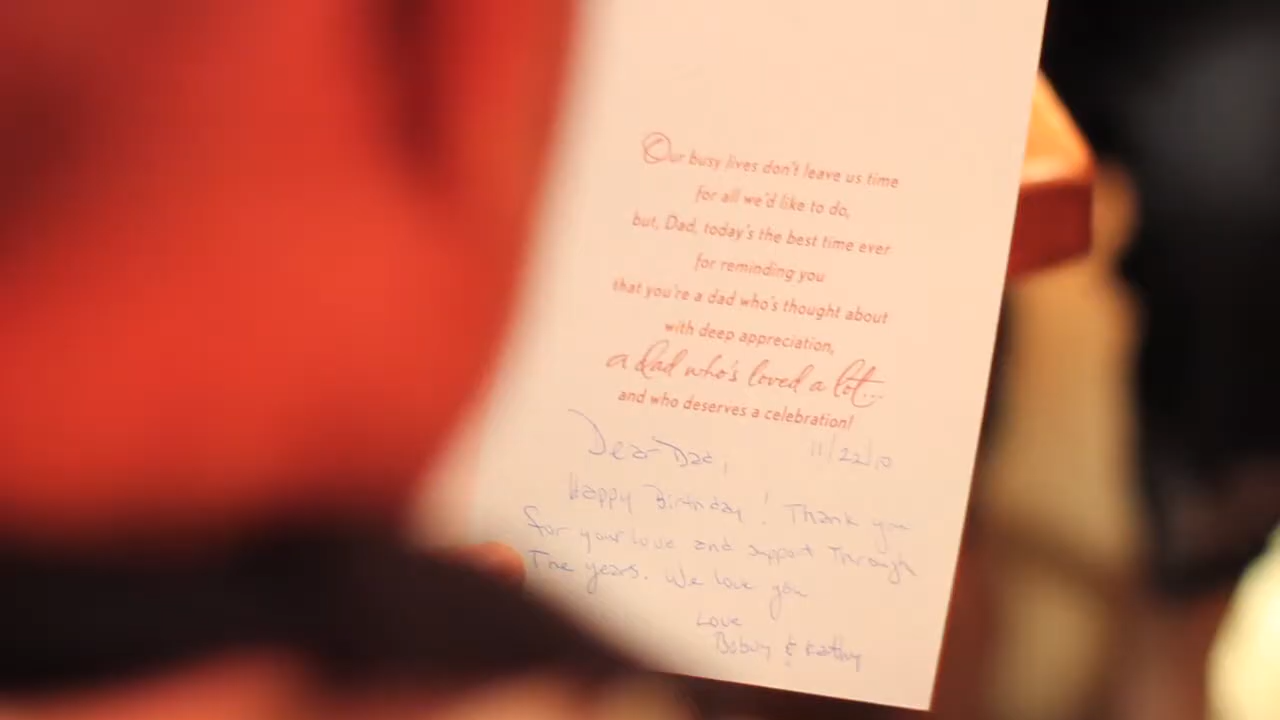 Our busy lives don't leave us time
for all we'd like to do,
but, Dad, today's the best time ever
for reminding you
that you're a dad who's thought about
with deep appreciation,
a dad who's loved a lot...
and who deserves a celebration!
Dear Dad, 11/22/10
Happy Birthday! Thank you
for your love and support Through
The years. We love you
Love
Bobby & Kathy